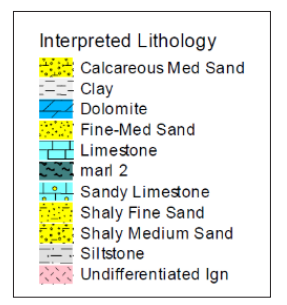 Interpreted Lithology
Calcareous Med Sand
Clay
Dolomite
Fine-Med Sand
Limestone
marl 2
Sandy Limestone
Shaly Fine Sand
Shaly Medium Sand
Siltstone
Undifferentiated Ign